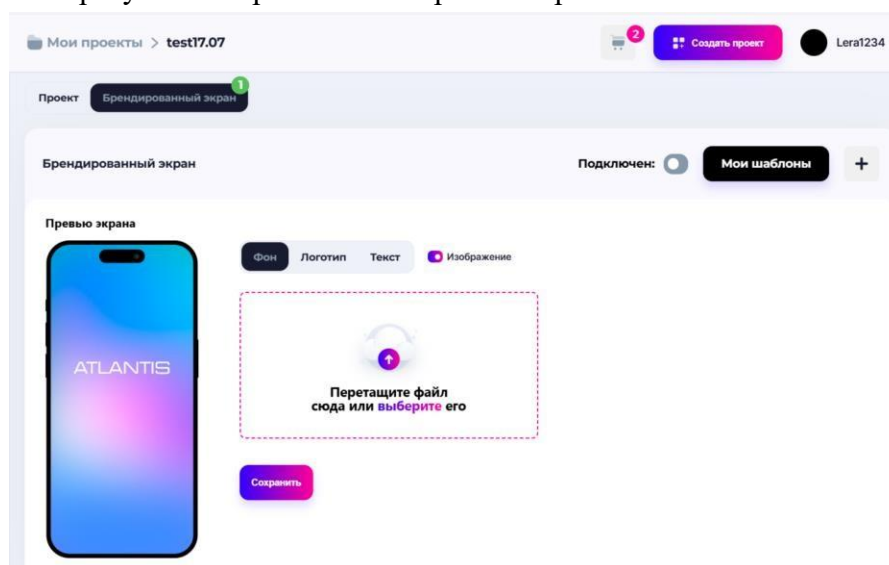 Мои проекты > test17.07
2
Создать проект
Lera1234
Проект
Брендированный экран
1
Брендированный экран
Подключен:
Мои шаблоны
+
Превью экрана
Фон
Логотип
Текст
Изображение
ATLANTIS
Перетащите файл
сюда или выберите его
Сохранить